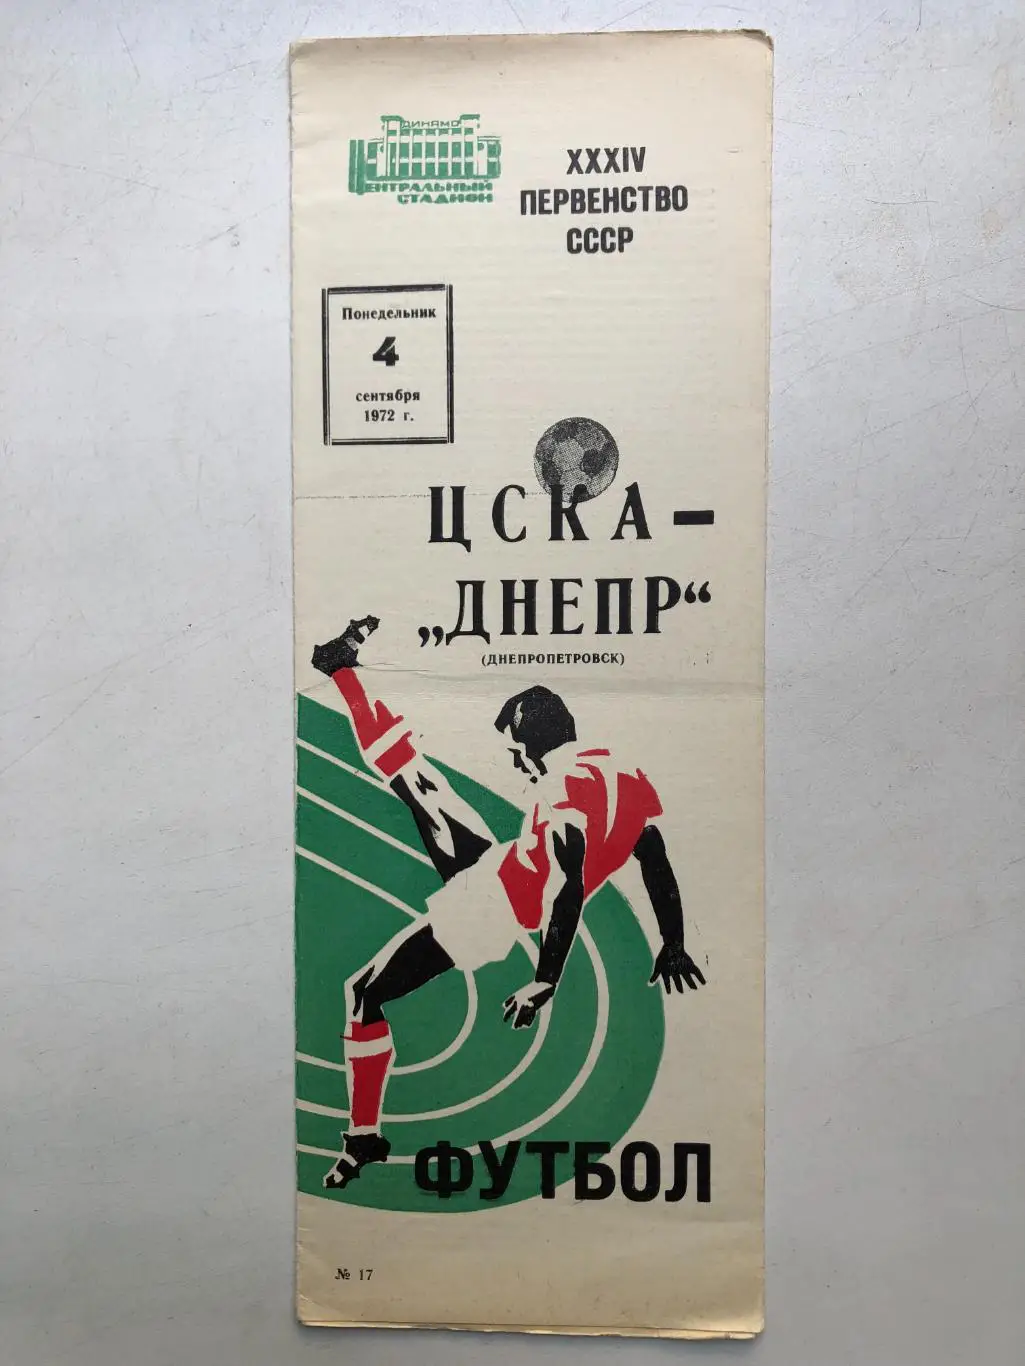 ДИНАМО
ЦЕНТРАЛЬНЫЙ
СТАДИОН
XXXIV
ПЕРВЕНСТВО
СССР
Понедельник
4
сентября
1972 г.
ЦСКА –
„ДНЕПР“
(ДНЕПРОПЕТРОВСК)
ФУТБОЛ
№ 17